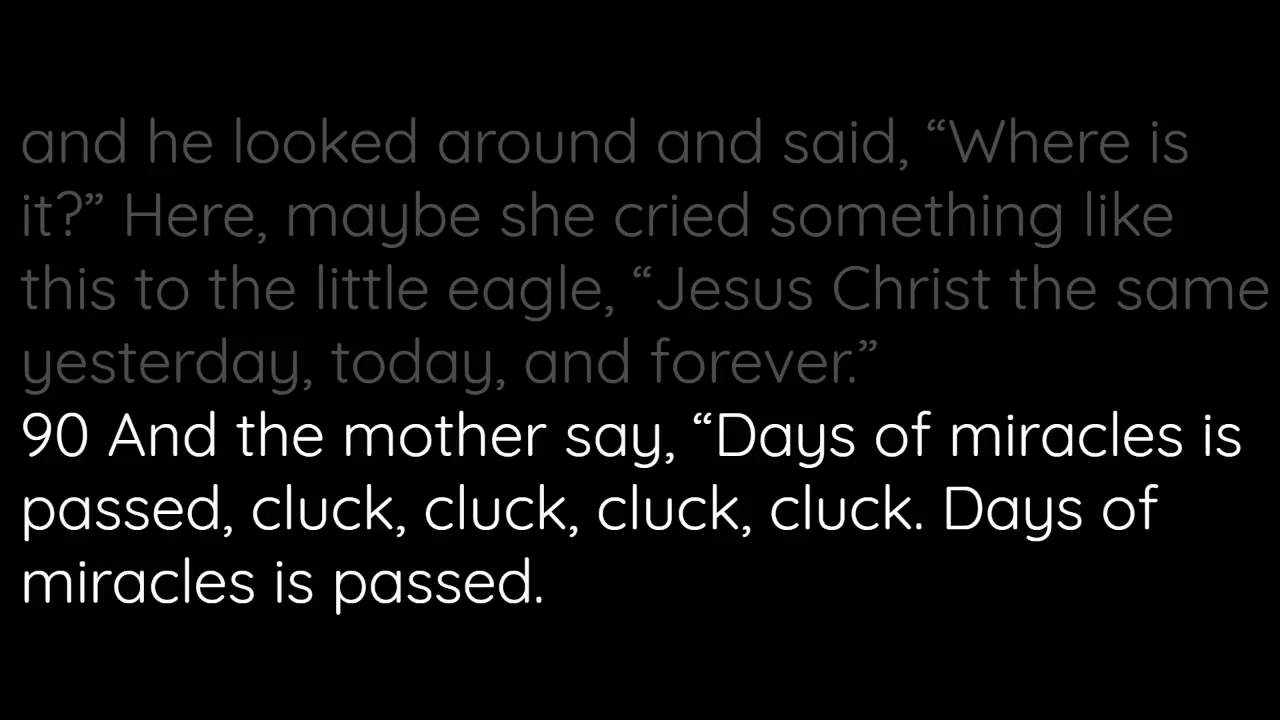 and he looked around and said, “Where is
it?” Here, maybe she cried something like
this to the little eagle, “Jesus Christ the same
yesterday, today, and forever.”
90 And the mother say, “Days of miracles is
passed, cluck, cluck, cluck, cluck. Days of
miracles is passed.